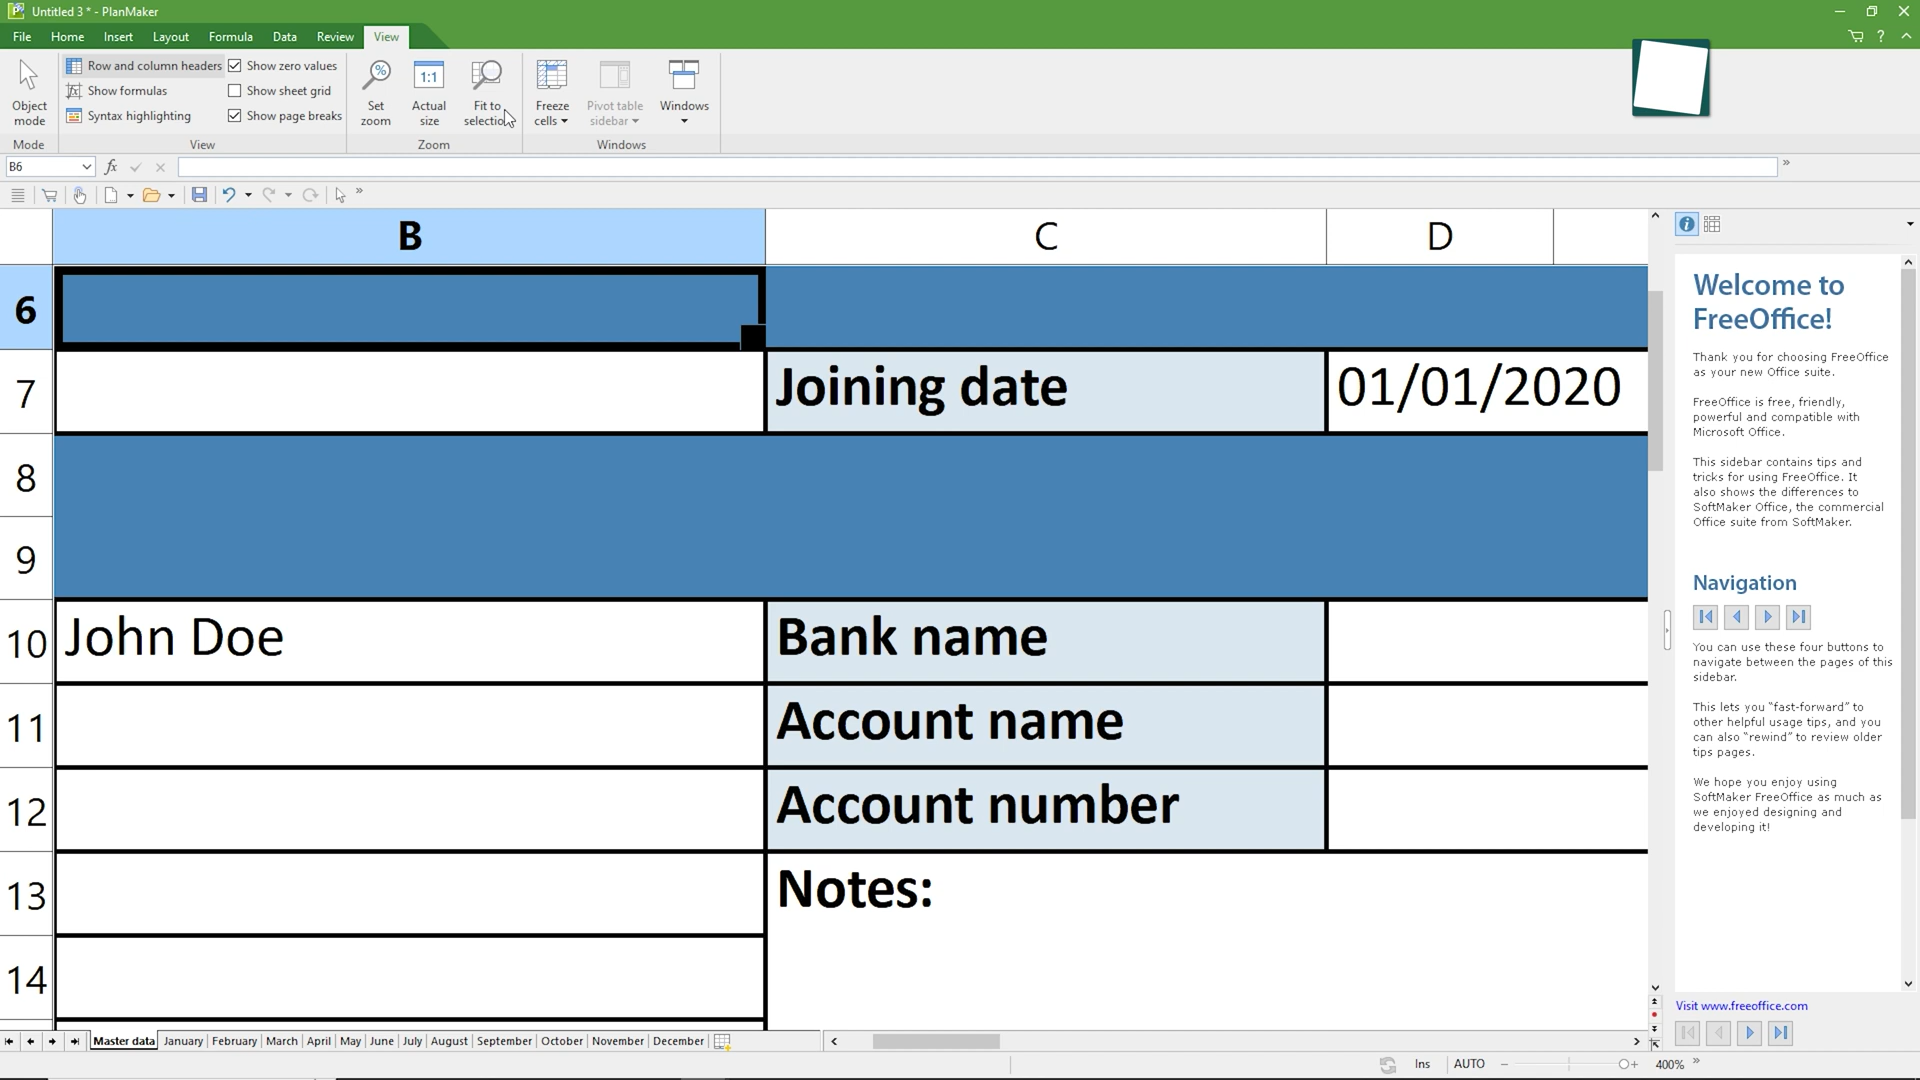 Untitled 3 * - PlanMaker
File Home Insert Layout Formula Data Review View
Object mode
Row and column headers
Show formulas
Syntax highlighting
Show zero values
Show sheet grid
Show page breaks
Set zoom
1:1
Actual size
Fit to selection
Freeze cells
Pivot table sidebar
Windows
Mode View Zoom Windows
B6 fx
B C D
6
7 Joining date 01/01/2020
8
9
10 John Doe Bank name
11 Account name
12 Account number
13 Notes:
14
Welcome to
FreeOffice!
Thank you for choosing FreeOffice
as your new Office suite.
FreeOffice is free, friendly,
powerful and compatible with
Microsoft Office.
This sidebar contains tips and
tricks for using FreeOffice. It
also shows the differences to
SoftMaker Office, the commercial
Office suite from SoftMaker.
Navigation
You can use these four buttons to
navigate between the pages of this
sidebar.
This lets you “fast-forward” to
other helpful usage tips, and you
can also “rewind” to review older
tips pages.
We hope you enjoy using
SoftMaker FreeOffice as much as
we enjoyed designing and
developing it!
Visit www.freeoffice.com
Master data January February March April May June July August September October November December
Ins AUTO 400%